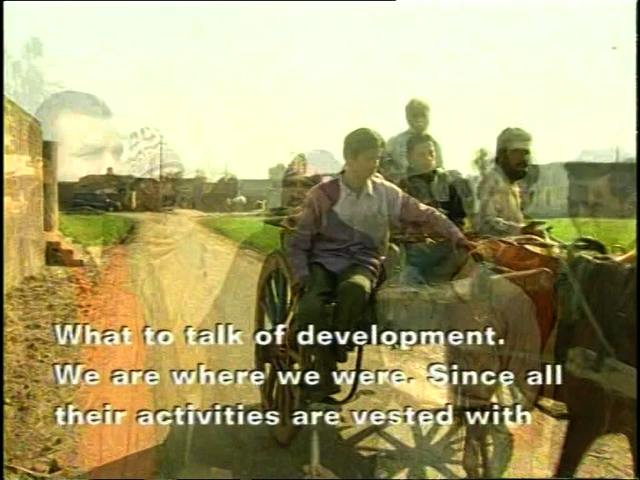 What to talk of development.
We are where we were. Since all
their activities are vested with